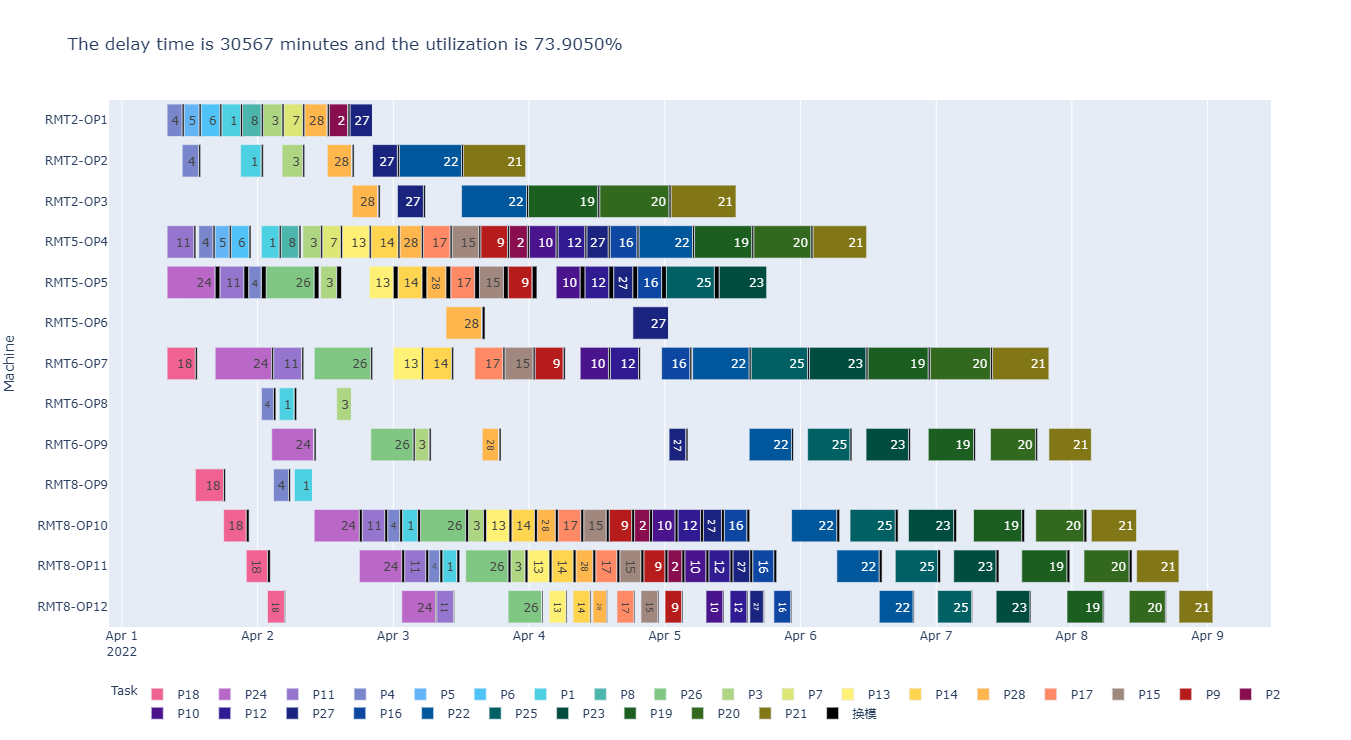 The delay time is 30567 minutes and the utilization is 73.9050%
Machine
RMT2-OP1 4 5 6 1 8 3 7 28 2 27
RMT2-OP2 4 1 3 28 27 22 21
RMT2-OP3 28 27 22 19 20 21
RMT5-OP4 11 4 5 6 1 8 3 7 13 14 28 17 15 9 2 10 12 27 16 22 19 20 21
RMT5-OP5 24 11 4 26 3 13 14 28 17 15 9 10 12 27 16 25 23
RMT5-OP6 28 27
RMT6-OP7 18 24 11 26 13 14 17 15 9 10 12 16 22 25 23 19 20 21
RMT6-OP8 4 1 3
RMT6-OP9 24 26 3 28 27 22 25 23 19 20 21
RMT8-OP9 18 4 1
RMT8-OP10 18 24 11 4 1 26 3 13 14 28 17 15 9 2 10 12 27 16 22 25 23 19 20 21
RMT8-OP11 18 24 11 4 1 26 3 13 14 28 17 15 9 2 10 12 27 16 22 25 23 19 20 21
RMT8-OP12 18 24 11 26 13 14 28 17 15 9 10 12 27 16 22 25 23 19 20 21
Apr 1 Apr 2 Apr 3 Apr 4 Apr 5 Apr 6 Apr 7 Apr 8 Apr 9
2022
Task P18 P24 P11 P4 P5 P6 P1 P8 P26 P3 P7 P13 P14 P28 P17 P15 P9 P2
P10 P12 P27 P16 P22 P25 P23 P19 P20 P21 换模